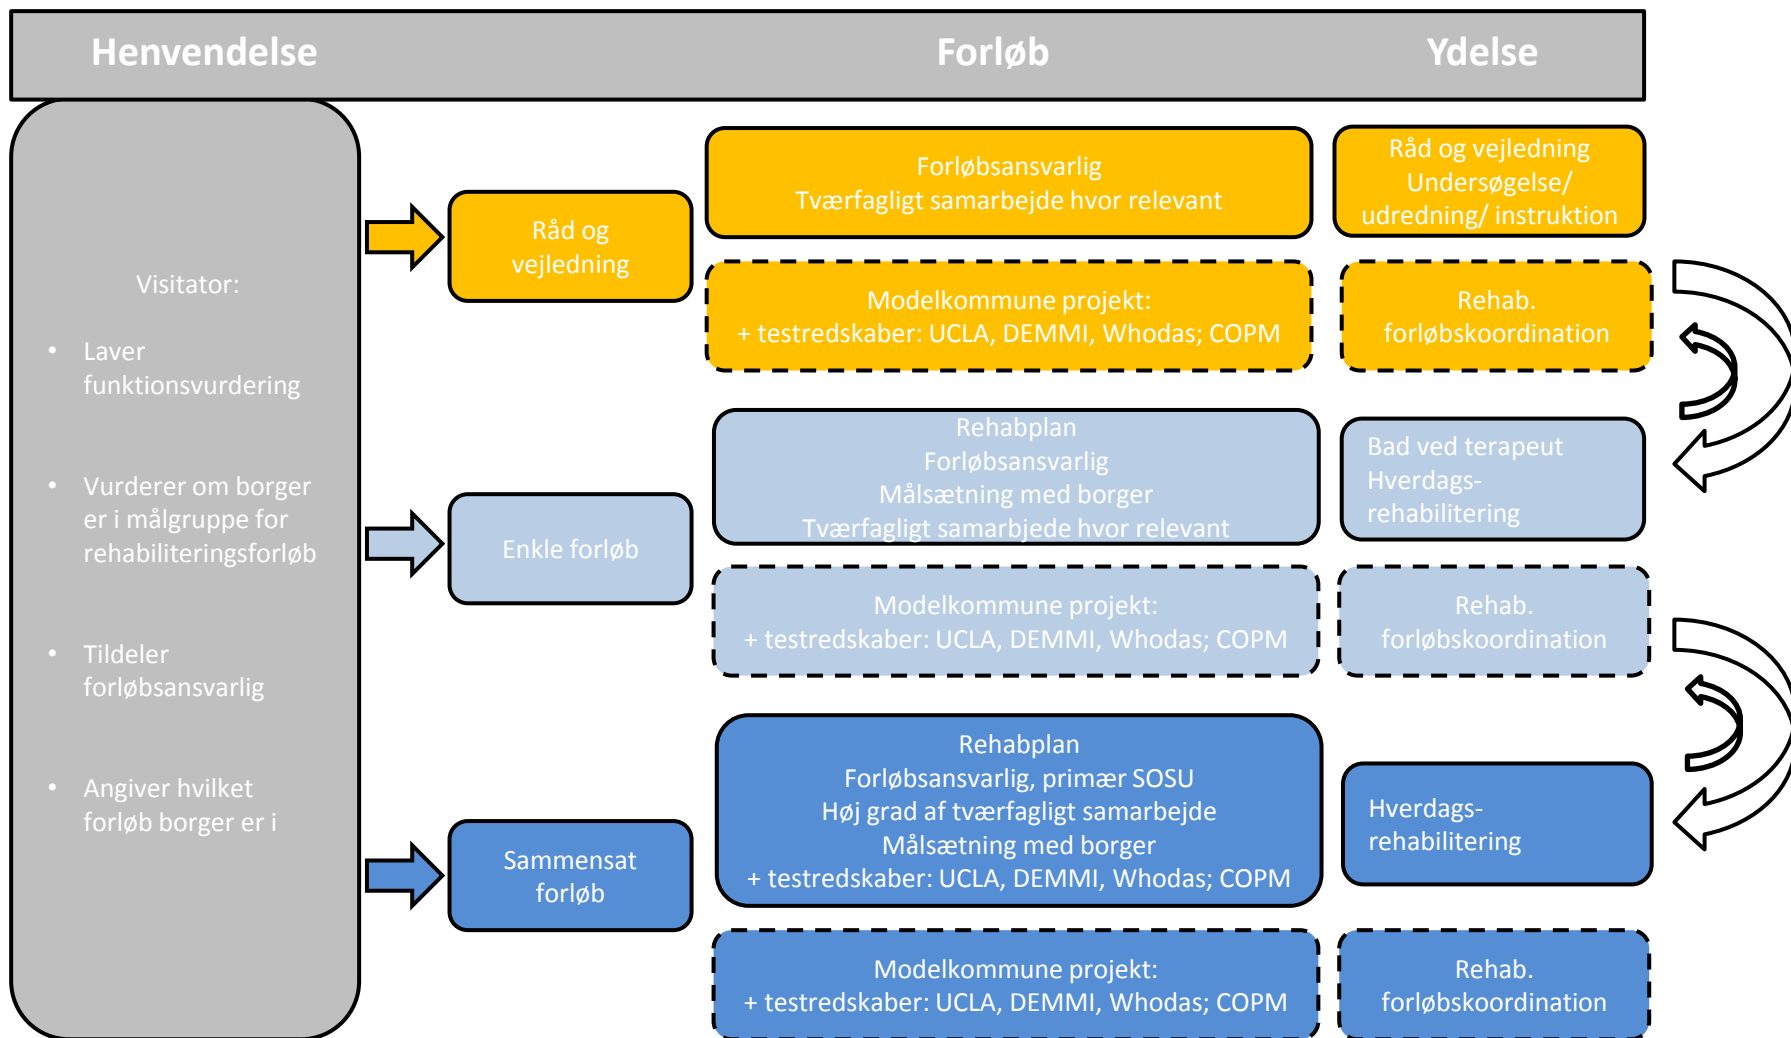 Henvendelse
Forløb
Ydelse
Visitator:
• Laver
funktionsvurdering
• Vurderer om borger
er i målgruppe for
rehabiliteringsforløb
• Tildeler
forløbsansvarlig
• Angiver hvilket
forløb borger er i
Råd og
vejledning
Forløbsansvarlig
Tværfagligt samarbejde hvor relevant
Råd og vejledning
Undersøgelse/
udredning/ instruktion
Modelkommune projekt:
+ testredskaber: UCLA, DEMMI, Whodas; COPM
Rehab.
forløbskoordination
Enkle forløb
Rehabplan
Forløbsansvarlig
Målsætning med borger
Tværfagligt samarbjede hvor relevant
Bad ved terapeut
Hverdags-
rehabilitering
Modelkommune projekt:
+ testredskaber: UCLA, DEMMI, Whodas; COPM
Rehab.
forløbskoordination
Sammensat
forløb
Rehabplan
Forløbsansvarlig, primær SOSU
Høj grad af tværfagligt samarbejde
Målsætning med borger
+ testredskaber: UCLA, DEMMI, Whodas; COPM
Hverdags-
rehabilitering
Modelkommune projekt:
+ testredskaber: UCLA, DEMMI, Whodas; COPM
Rehab.
forløbskoordination